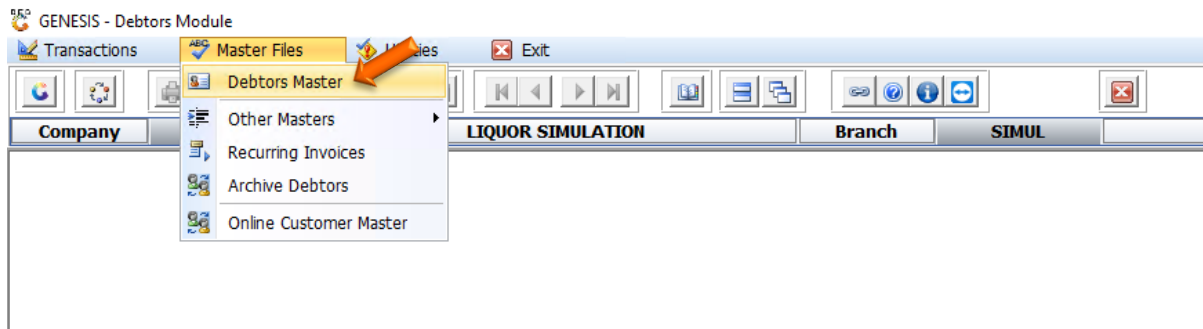 GENESIS - Debtors Module
Transactions Master Files Exit
Debtors Master
Company LIQUOR SIMULATION Branch SIMUL
Other Masters
Recurring Invoices
Archive Debtors
Online Customer Master